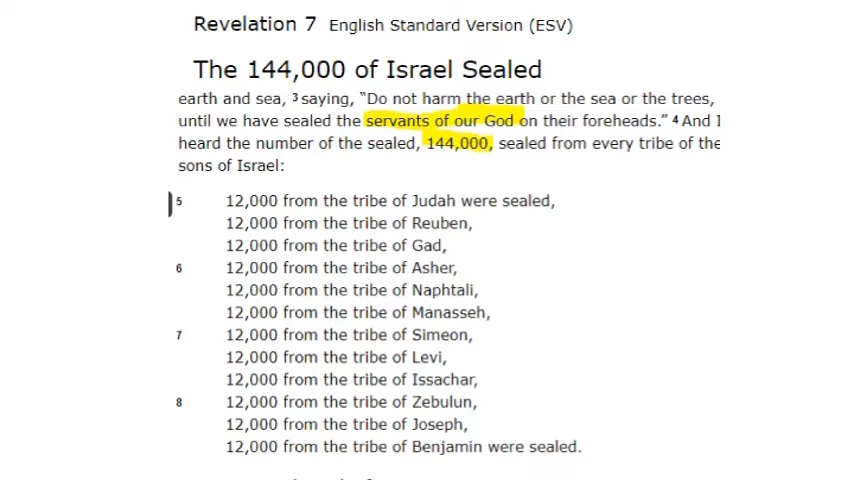 Revelation 7 English Standard Version (ESV)
The 144,000 of Israel Sealed
earth and sea, 3 saying, "Do not harm the earth or the sea or the trees,
until we have sealed the servants of our God on their foreheads." 4 And I
heard the number of the sealed, 144,000, sealed from every tribe of the
sons of Israel:
5 12,000 from the tribe of Judah were sealed,
12,000 from the tribe of Reuben,
12,000 from the tribe of Gad,
6 12,000 from the tribe of Asher,
12,000 from the tribe of Naphtali,
12,000 from the tribe of Manasseh,
7 12,000 from the tribe of Simeon,
12,000 from the tribe of Levi,
12,000 from the tribe of Issachar,
8 12,000 from the tribe of Zebulun,
12,000 from the tribe of Joseph,
12,000 from the tribe of Benjamin were sealed.